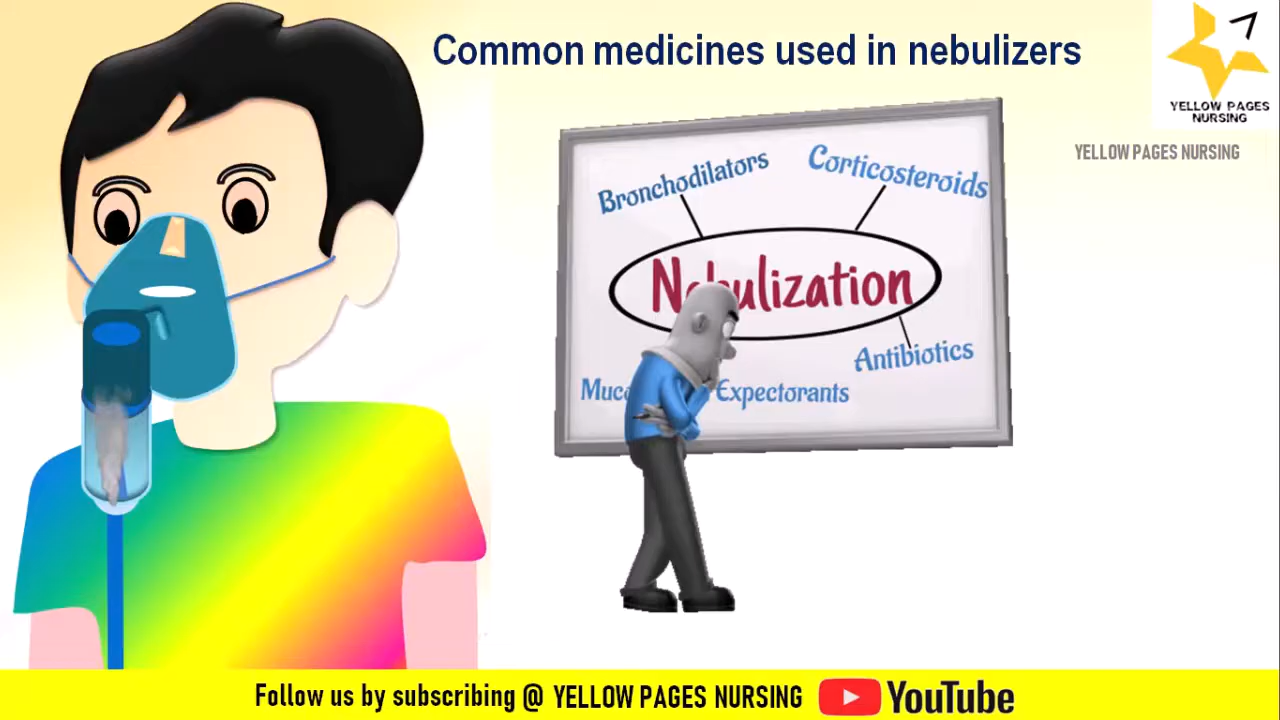 Common medicines used in nebulizers
YELLOW PAGES
NURSING
YELLOW PAGES NURSING
Bronchodilators
Corticosteroids
Antibiotics
Expectorants
Follow us by subscribing @ YELLOW PAGES NURSING YouTube